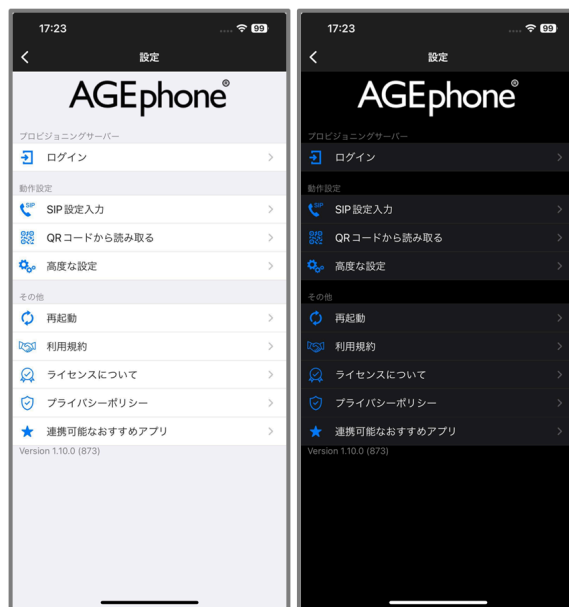 17:23
99
設定
AGEphone®
プロビジョニングサーバー
ログイン
動作設定
SIP
SIP設定入力
QRコードから読み取る
高度な設定
その他
再起動
利用規約
ライセンスについて
プライバシーポリシー
連携可能なおすすめアプリ
Version 1.10.0 (873)
17:23
99
設定
AGEphone®
プロビジョニングサーバー
ログイン
動作設定
SIP
SIP設定入力
QRコードから読み取る
高度な設定
その他
再起動
利用規約
ライセンスについて
プライバシーポリシー
連携可能なおすすめアプリ
Version 1.10.0 (873)